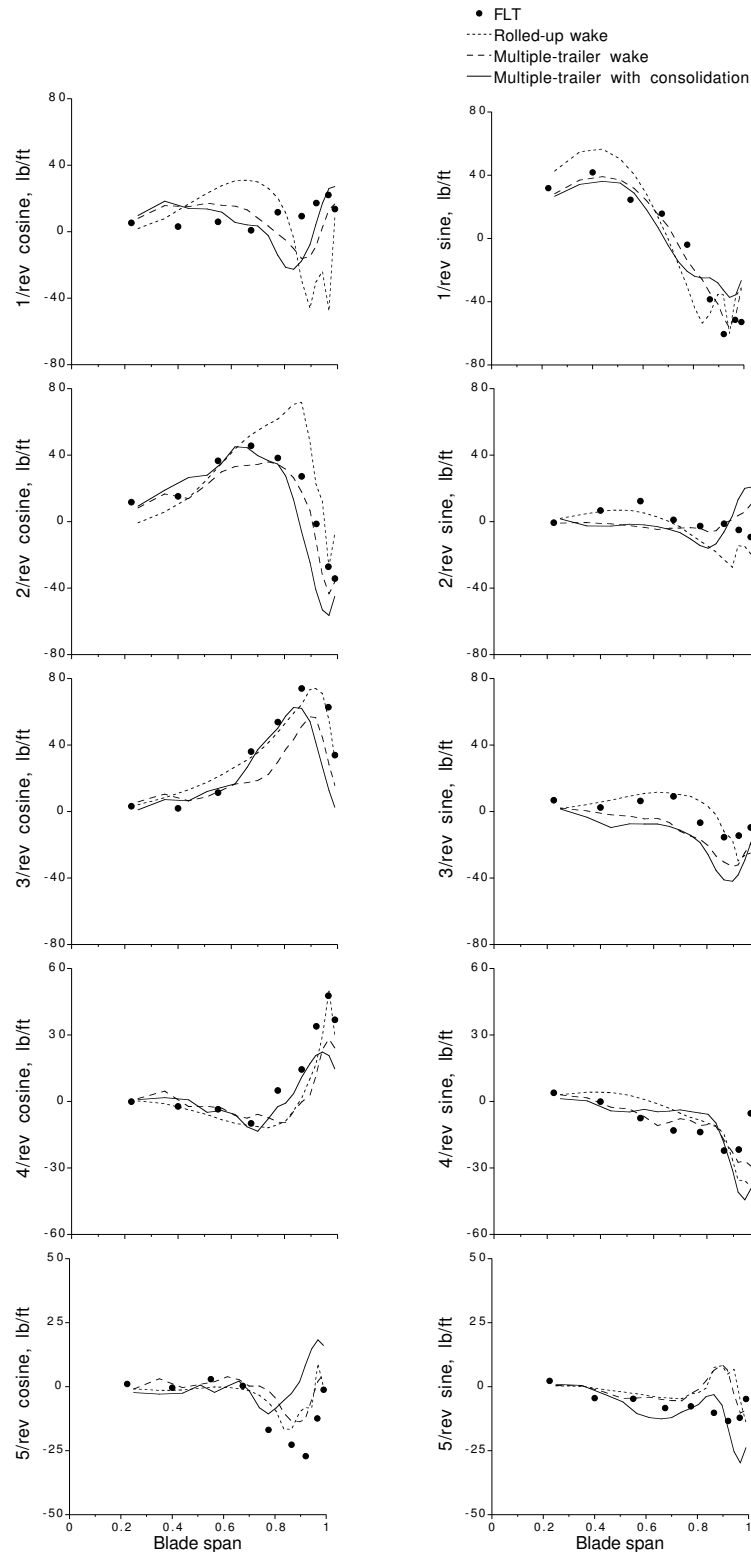 FLT
Rolled-up wake
Multiple-trailer wake
Multiple-trailer with consolidation
80
40
0
-40
-80
1/rev cosine, lb/ft
80
40
0
-40
-80
1/rev sine, lb/ft
80
40
0
-40
-80
2/rev cosine, lb/ft
80
40
0
-40
-80
2/rev sine, lb/ft
80
40
0
-40
-80
3/rev cosine, lb/ft
80
40
0
-40
-80
3/rev sine, lb/ft
60
30
0
-30
-60
4/rev cosine, lb/ft
60
30
0
-30
-60
4/rev sine, lb/ft
50
25
0
-25
-50
5/rev cosine, lb/ft
0 0.2 0.4 0.6 0.8 1
Blade span
50
25
0
-25
-50
5/rev sine, lb/ft
0 0.2 0.4 0.6 0.8 1
Blade span